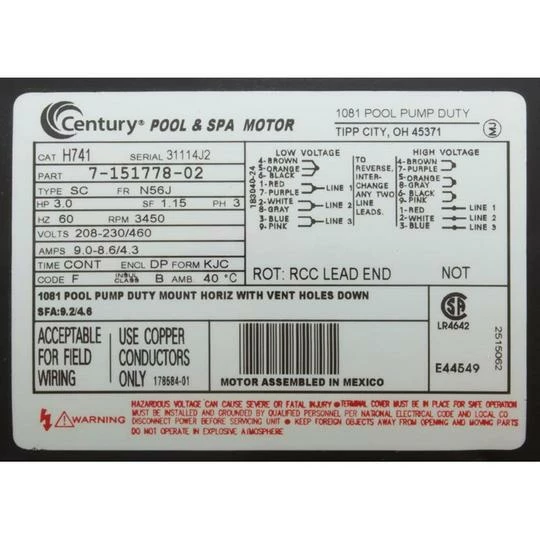 Century® POOL & SPA MOTOR
1081 POOL PUMP DUTY
TIPP CITY, OH 45371
CAT H741 SERIAL 31114J2
PART 7-151778-02
TYPE SC FR N56J
HP 3.0 SF 1.15 PH 3
HZ 60 RPM 3450
VOLTS 208-230/460
AMPS 9.0-8.6/4.3
TIME CONT ENCL DP FORM KJC
CODE F INSUL CLASS B AMB 40 °C
183040-24
LOW VOLTAGE
4-BROWN
5-ORANGE
6-BLACK
1-RED
7-PURPLE LINE 1
2-WHITE
8-GRAY LINE 2
3-BLUE
9-PINK LINE 3
TO
REVERSE,
INTER-
CHANGE
ANY TWO
LINE
LEADS.
HIGH VOLTAGE
4-BROWN
7-PURPLE
5-ORANGE
8-GRAY
6-BLACK
9-PINK
1-RED LINE 1
2-WHITE LINE 2
3-BLUE LINE 3
ROT: RCC LEAD END NOT
1081 POOL PUMP DUTY MOUNT HORIZ WITH VENT HOLES DOWN
SFA:9.2/4.6
ACCEPTABLE
FOR FIELD
WIRING
USE COPPER
CONDUCTORS
ONLY 178584-01
MOTOR ASSEMBLED IN MEXICO
SA
LR4642
E44549
2515062
WARNING
HAZARDOUS VOLTAGE CAN CAUSE SEVERE OR FATAL INJURY ● TERMINAL COVER MUST BE IN PLACE FOR SAFE OPERATION
MUST BE INSTALLED AND GROUNDED BY QUALIFIED PERSONNEL PER NATIONAL ELECTRICAL CODE AND LOCAL CO
DISCONNECT POWER BEFORE SERVICING UNIT ● KEEP FOREIGN OBJECTS AWAY FROM OPENING AND MOVING PARTS
DO NOT OPERATE IN EXPLOSIVE ATMOSPHERE